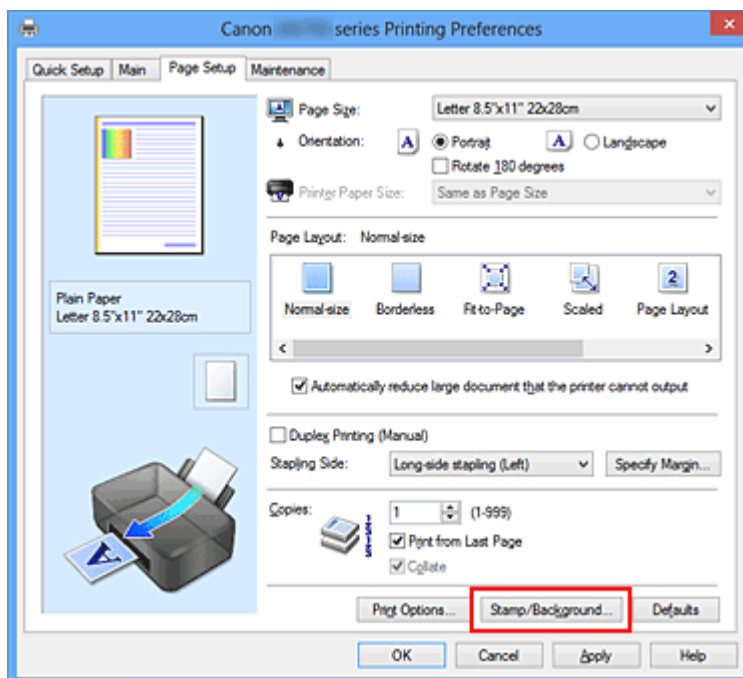 Canon series Printing Preferences
Quick Setup Main Page Setup Maintenance
Page Size: Letter 8.5"x11" 22x28cm
Orientation: A Portrait A Landscape
Rotate 180 degrees
Printer Paper Size: Same as Page Size
Page Layout: Normal-size
2
Normal-size Borderless Fit-to-Page Scaled Page Layout
Plain Paper
Letter 8.5"x11" 22x28cm
Automatically reduce large document that the printer cannot output
Duplex Printing (Manual)
Stapling Side: Long-side stapling (Left) Specify Margin...
Copies: 1 (1-999)
Print from Last Page
Collate
A
Print Options... Stamp/Background... Defaults
OK Cancel Apply Help